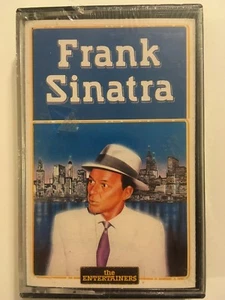 Frank
Sinatra
the
ENTERTAINERS